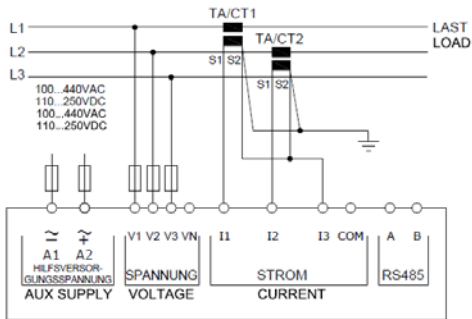 TA/CT1
L1
LAST
LOAD
L2
TA/CT2
S1 S2
L3
S1 S2
100...440VAC
110...250VDC
100...440VAC
110...250VDC
V1 V2 V3 VN I1 I2 I3 COM A B
A1 A2
HILFSVERSOR-
GUNGSSPANNUNG
SPANNUNG STROM RS485
AUX SUPPLY VOLTAGE CURRENT